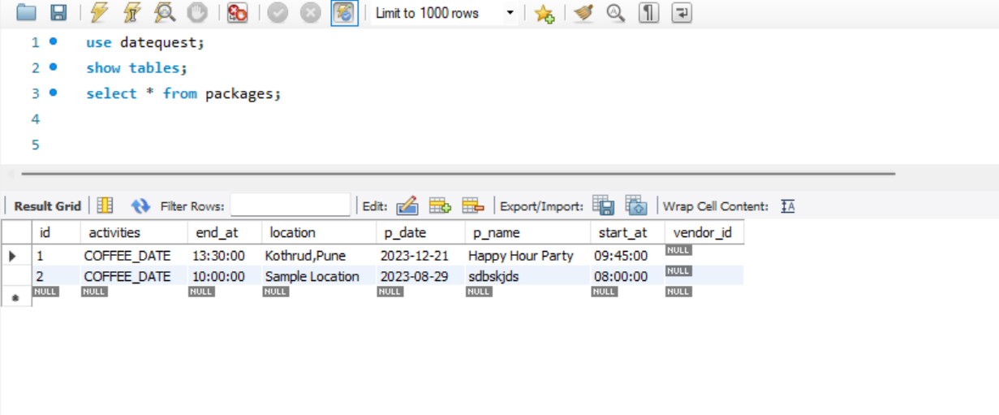 Limit to 1000 rows
1 use datequest;
2 show tables;
3 select * from packages;
4
5
Result Grid Filter Rows: Edit: Export/Import: Wrap Cell Content:
id activities end_at location p_date p_name start_at vendor_id
1 COFFEE_DATE 13:30:00 Kothrud,Pune 2023-12-21 Happy Hour Party 09:45:00 NULL
2 COFFEE_DATE 10:00:00 Sample Location 2023-08-29 sdbskjds 08:00:00 NULL
NULL NULL NULL NULL NULL NULL NULL NULL